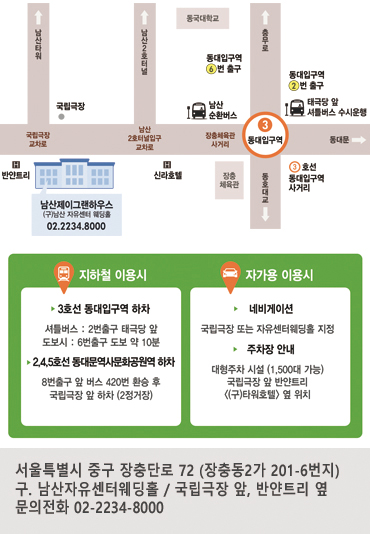 남산타워
남산2호터널
동국대학교
충무로
동대입구역
⑥번 출구
동대입구역
②번 출구
국립극장
남산
순환버스
태극당 앞
셔틀버스 수시운행
국립극장
교차로
남산
2호터널입구
교차로
장충체육관
사거리
③
동대입구역
동대문
H
반얀트리
H
신라호텔
장충
체육관
동호대교
③호선
동대입구역
사거리
남산제이그랜하우스
(구)남산 자유센터 웨딩홀
02.2234.8000
지하철 이용시
▶ 3호선 동대입구역 하차
셔틀버스 : 2번출구 태극당 앞
도보시 : 6번출구 도보 약 10분
▶ 2,4,5호선 동대문역사문화공원역 하차
8번출구 앞 버스 420번 환승 후
국립극장 앞 하차 (2정거장)
자가용 이용시
▶ 네비게이션
국립극장 또는 자유센터웨딩홀 지정
▶ 주차장 안내
대형주차 시설 (1,500대 가능)
국립극장 앞 반얀트리
〈(구)타워호텔〉 옆 위치
서울특별시 중구 장충단로 72 (장충동2가 201-6번지)
구. 남산자유센터웨딩홀 / 국립극장 앞, 반얀트리 옆
문의전화 02-2234-8000